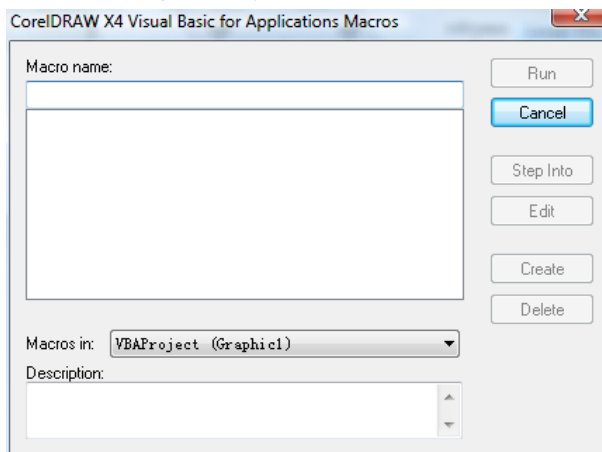 CorelDRAW X4 Visual Basic for Applications Macros
Macro name:
Run
Cancel
Step Into
Edit
Create
Delete
Macros in: VBAProject (Graphic1)
Description: